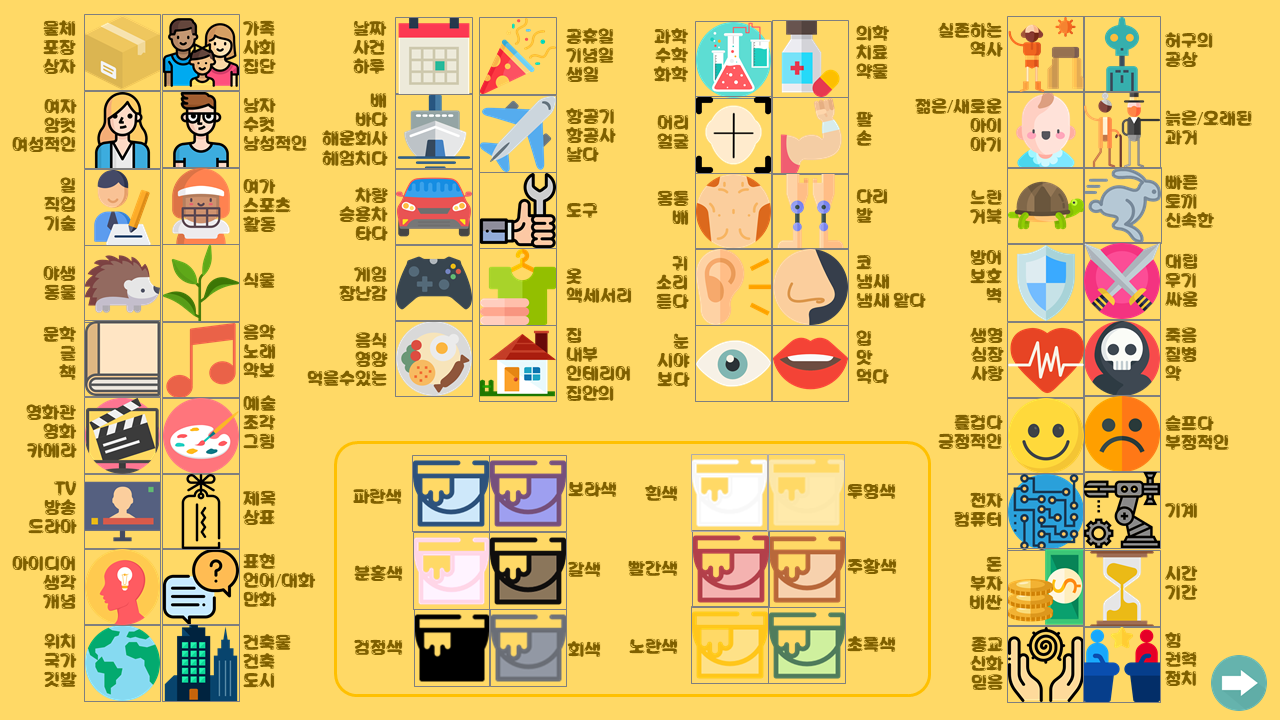 물체
포장
상자
가족
사회
집단
여자
암컷
여성적인
남자
수컷
남성적인
일
직업
기술
여가
스포츠
활동
야생
동물
식물
문학
글
책
음악
노래
악보
영화관
영화
카메라
예술
조각
그림
TV
방송
드라마
제목
상표
아이디어
생각
개념
표현
언어/대화
만화
위치
국가
깃발
건축물
건축
도시
날짜
사건
하루
공휴일
기념일
생일
배
바다
해운회사
헤엄치다
항공기
항공사
날다
차량
승용차
타다
도구
게임
장난감
옷
액세서리
음식
영양
먹을수있는
집
내부
인테리어
집안의
과학
수학
화학
의학
치료
약물
머리
얼굴
팔
손
몸통
배
다리
발
귀
소리
듣다
코
냄새
냄새 맡다
눈
시야
보다
입
맛
먹다
실존하는
역사
허구의
공상
젊은/새로운
아이
아기
늙은/오래된
과거
느린
거북
빠른
토끼
신속한
방어
보호
벽
대립
무기
싸움
생명
심장
사랑
죽음
질병
악
즐겁다
긍정적인
슬프다
부정적인
전자
컴퓨터
기계
돈
부자
비싼
시간
기간
종교
신화
믿음
힘
권력
정치
파란색
보라색
흰색
투명색
분홍색
갈색
빨간색
주황색
검정색
회색
노란색
초록색